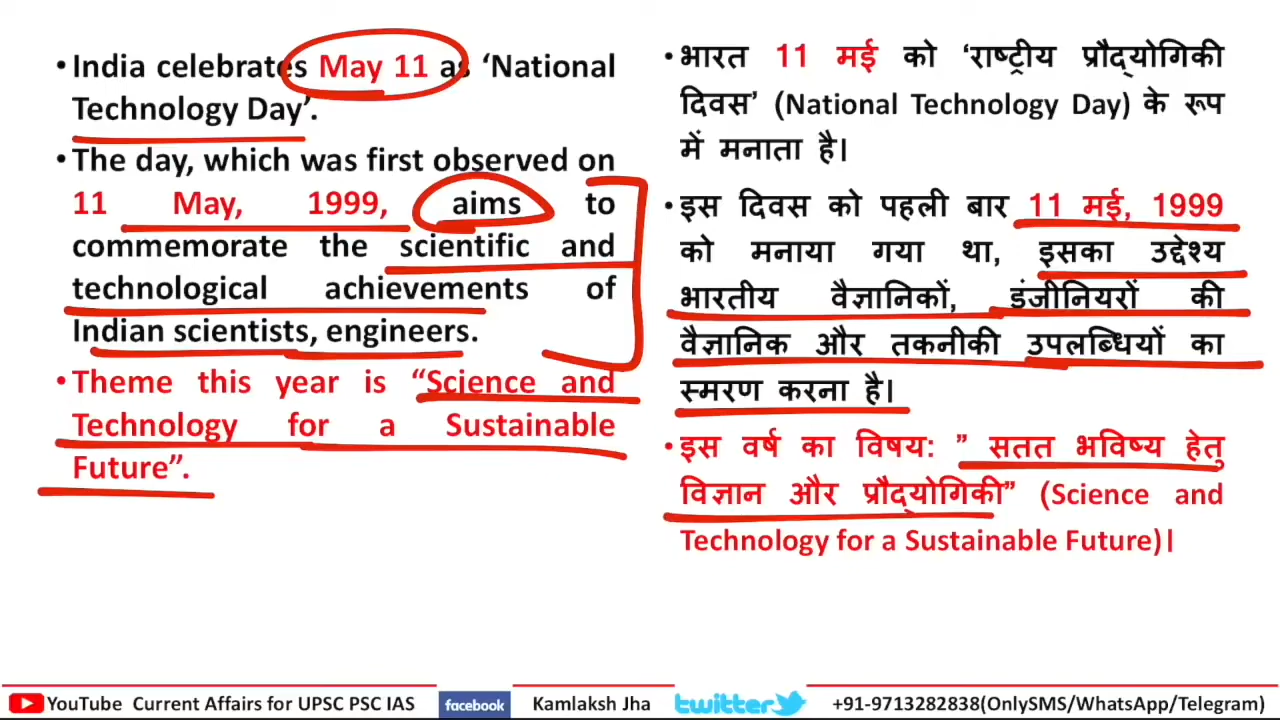 • India celebrates May 11 as ‘National
Technology Day’.
• The day, which was first observed on
11 May, 1999, aims to
commemorate the scientific and
technological achievements of
Indian scientists, engineers.
• Theme this year is “Science and
Technology for a Sustainable
Future”.
• भारत 11 मई को ‘राष्ट्रीय प्रौद्योगिकी
दिवस’ (National Technology Day) के रूप
में मनाता है।
• इस दिवस को पहली बार 11 मई, 1999
को मनाया गया था, इसका उद्देश्य
भारतीय वैज्ञानिकों, इंजीनियरों की
वैज्ञानिक और तकनीकी उपलब्धियों का
स्मरण करना है।
• इस वर्ष का विषय: ” सतत भविष्य हेतु
विज्ञान और प्रौद्योगिकी” (Science and
Technology for a Sustainable Future)।
YouTube Current Affairs for UPSC PSC IAS facebook Kamlaksh Jha twitter +91-9713282838(OnlySMS/WhatsApp/Telegram)